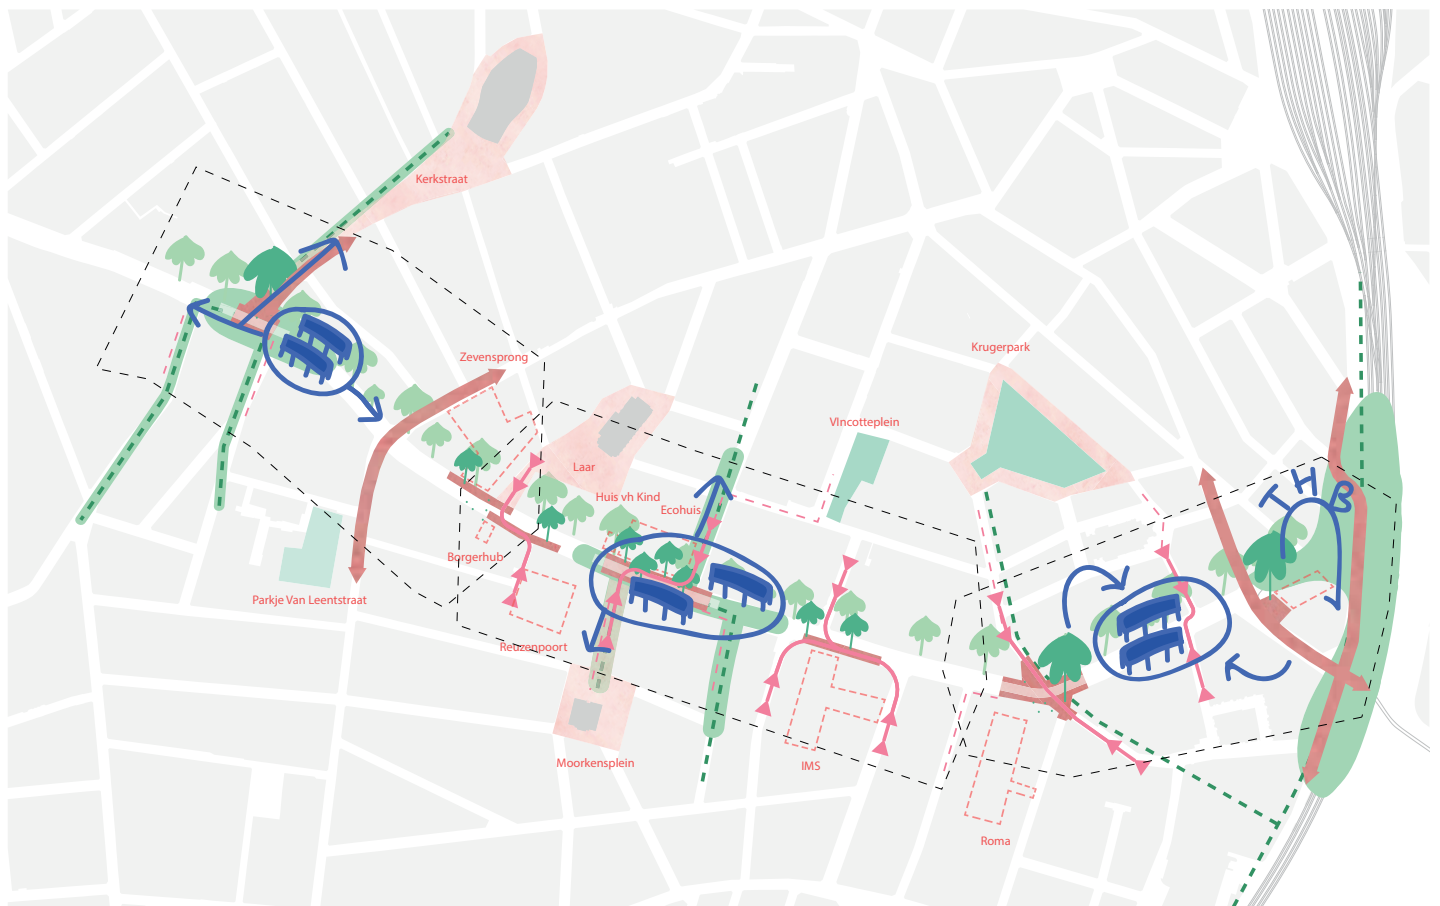 Kerkstraat
Krugerpark
Zevensprong
VIncotteplein
Laar
Huis vh Kind
Ecohuis
THB
Borgerhub
Parkje Van Leentstraat
Reuzenpoort
Moorkensplein
IMS
Roma